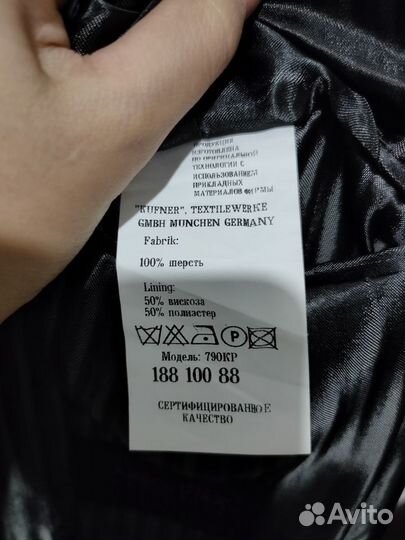 ПРОДУКЦИЯ
ИЗГОТОВЛЕНА
ПО ОРИГИНАЛЬНОЙ
ТЕХНОЛОГИИ С
ИСПОЛЬЗОВАНИЕМ
ПРИКЛАДНЫХ
МАТЕРИАЛОВ ФИРМЫ
"KUFNER", TEXTILEWERKE
GMBH MUNCHEN GERMANY
Fabrik:
100% шерсть
Lining:
50% вискоза
50% полиэстер
P
Модель: 790КР
188 100 88
СЕРТИФИЦИРОВАННОЕ
КАЧЕСТВО
Avito